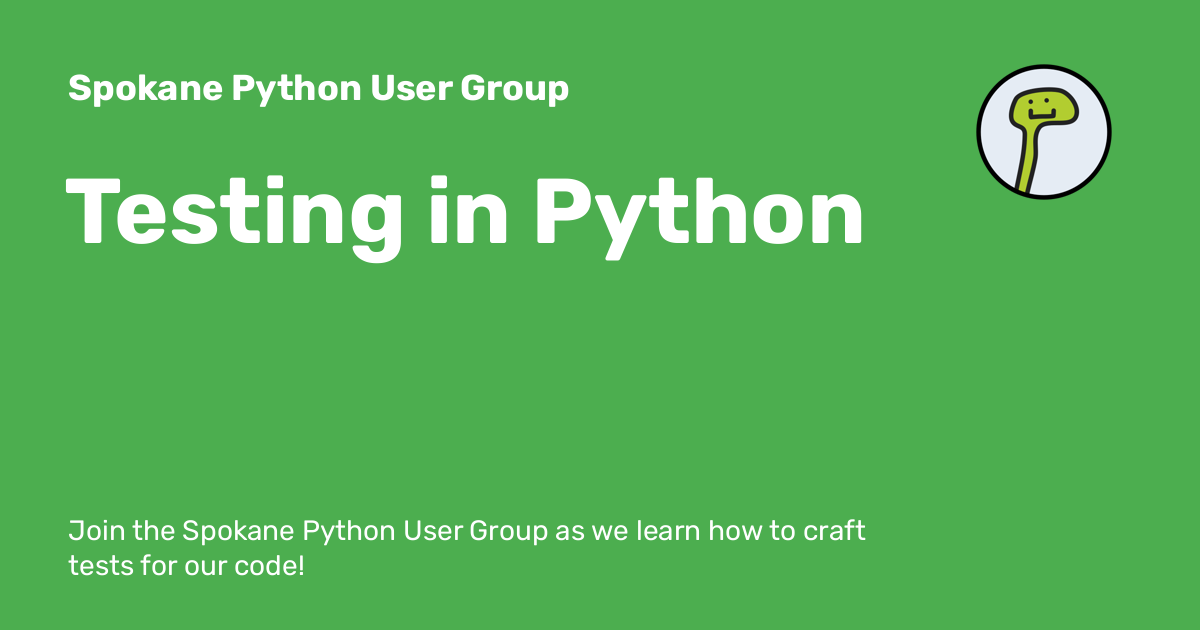 Spokane Python User Group
Testing in Python
Join the Spokane Python User Group as we learn how to craft
tests for our code!